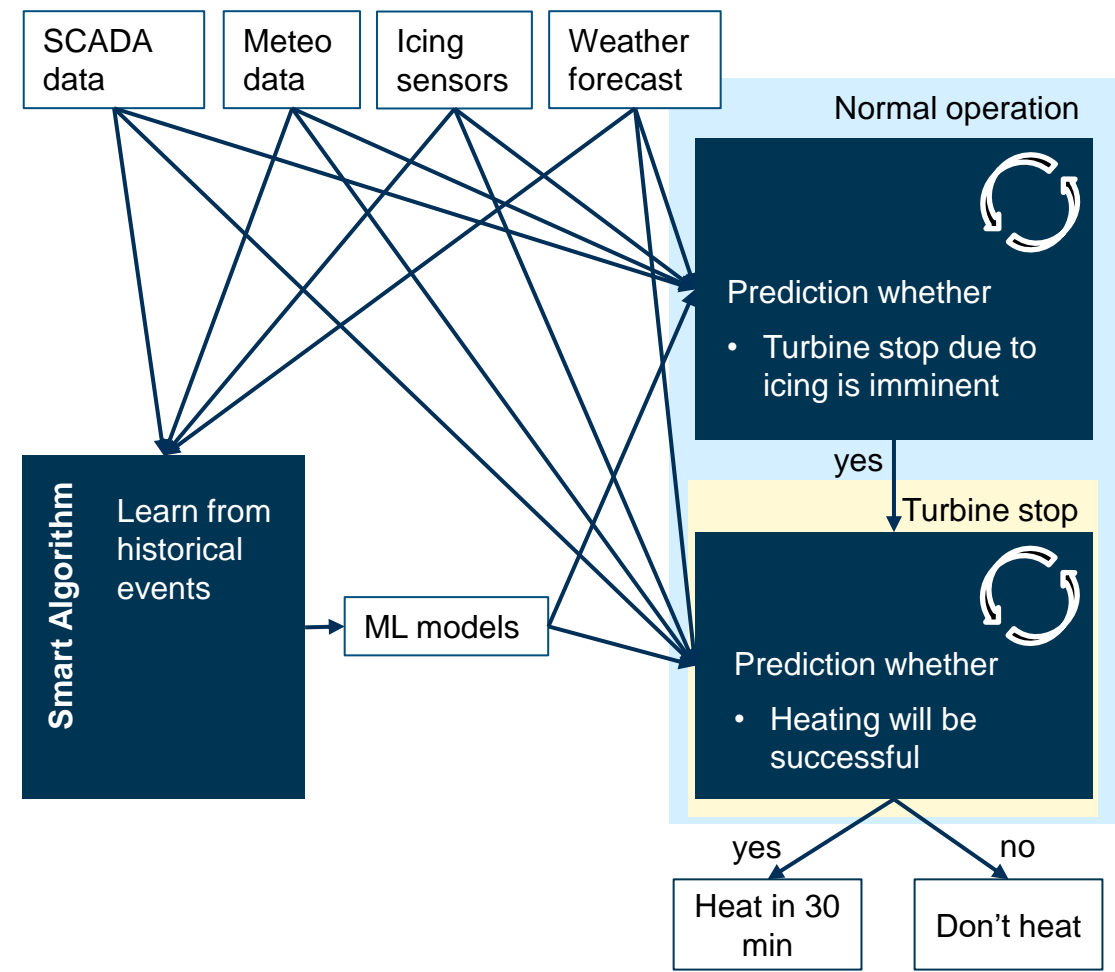 SCADA
data
Meteo
data
Icing
sensors
Weather
forecast
Normal operation
Prediction whether
• Turbine stop due to
icing is imminent
yes
Turbine stop
Smart Algorithm
Learn from
historical
events
ML models
Prediction whether
• Heating will be
successful
yes
no
Heat in 30
min
Don’t heat